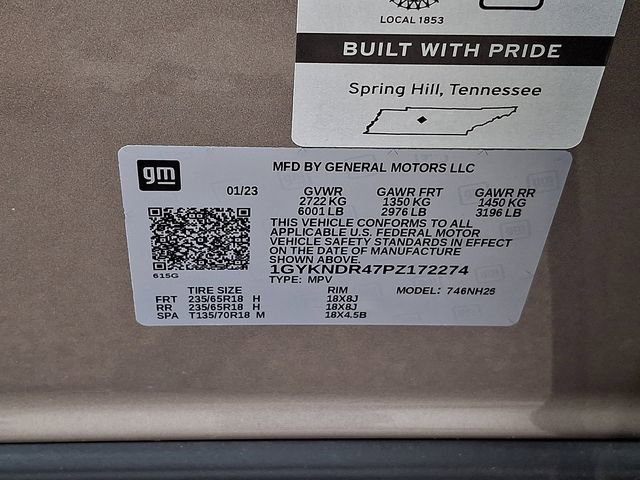 LOCAL 1853
BUILT WITH PRIDE
Spring Hill, Tennessee
gm
MFD BY GENERAL MOTORS LLC
01/23 GVWR GAWR FRT GAWR RR
2722 KG 1350 KG 1450 KG
6001 LB 2976 LB 3196 LB
THIS VEHICLE CONFORMS TO ALL
APPLICABLE U.S. FEDERAL MOTOR
VEHICLE SAFETY STANDARDS IN EFFECT
ON THE DATE OF MANUFACTURE
SHOWN ABOVE.
615G
1GYKNDR47PZ172274
TYPE: MPV
TIRE SIZE RIM MODEL: 746NH26
FRT 235/65R18 H 18X8J
RR 235/65R18 H 18X8J
SPA T135/70R18 M 18X4.5B